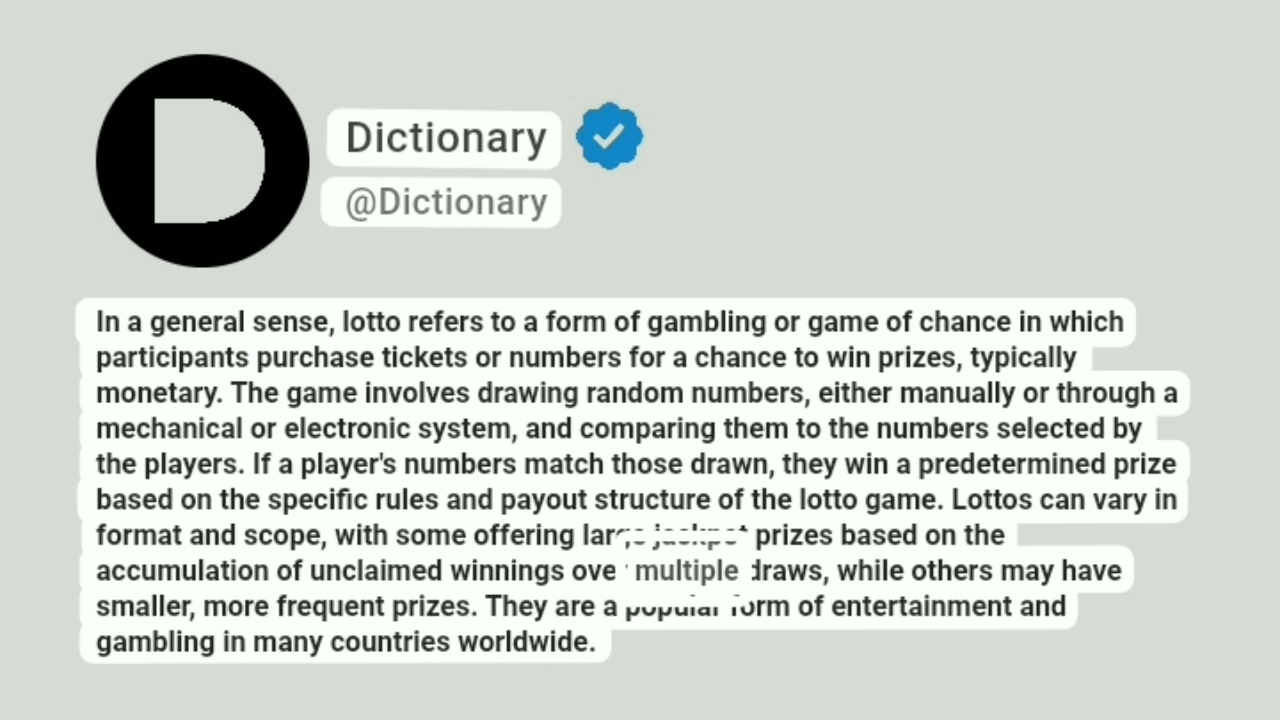 D
Dictionary
@Dictionary
In a general sense, lotto refers to a form of gambling or game of chance in which
participants purchase tickets or numbers for a chance to win prizes, typically
monetary. The game involves drawing random numbers, either manually or through a
mechanical or electronic system, and comparing them to the numbers selected by
the players. If a player's numbers match those drawn, they win a predetermined prize
based on the specific rules and payout structure of the lotto game. Lottos can vary in
format and scope, with some offering large jackpot prizes based on the
accumulation of unclaimed winnings over multiple draws, while others may have
smaller, more frequent prizes. They are a popular form of entertainment and
gambling in many countries worldwide.